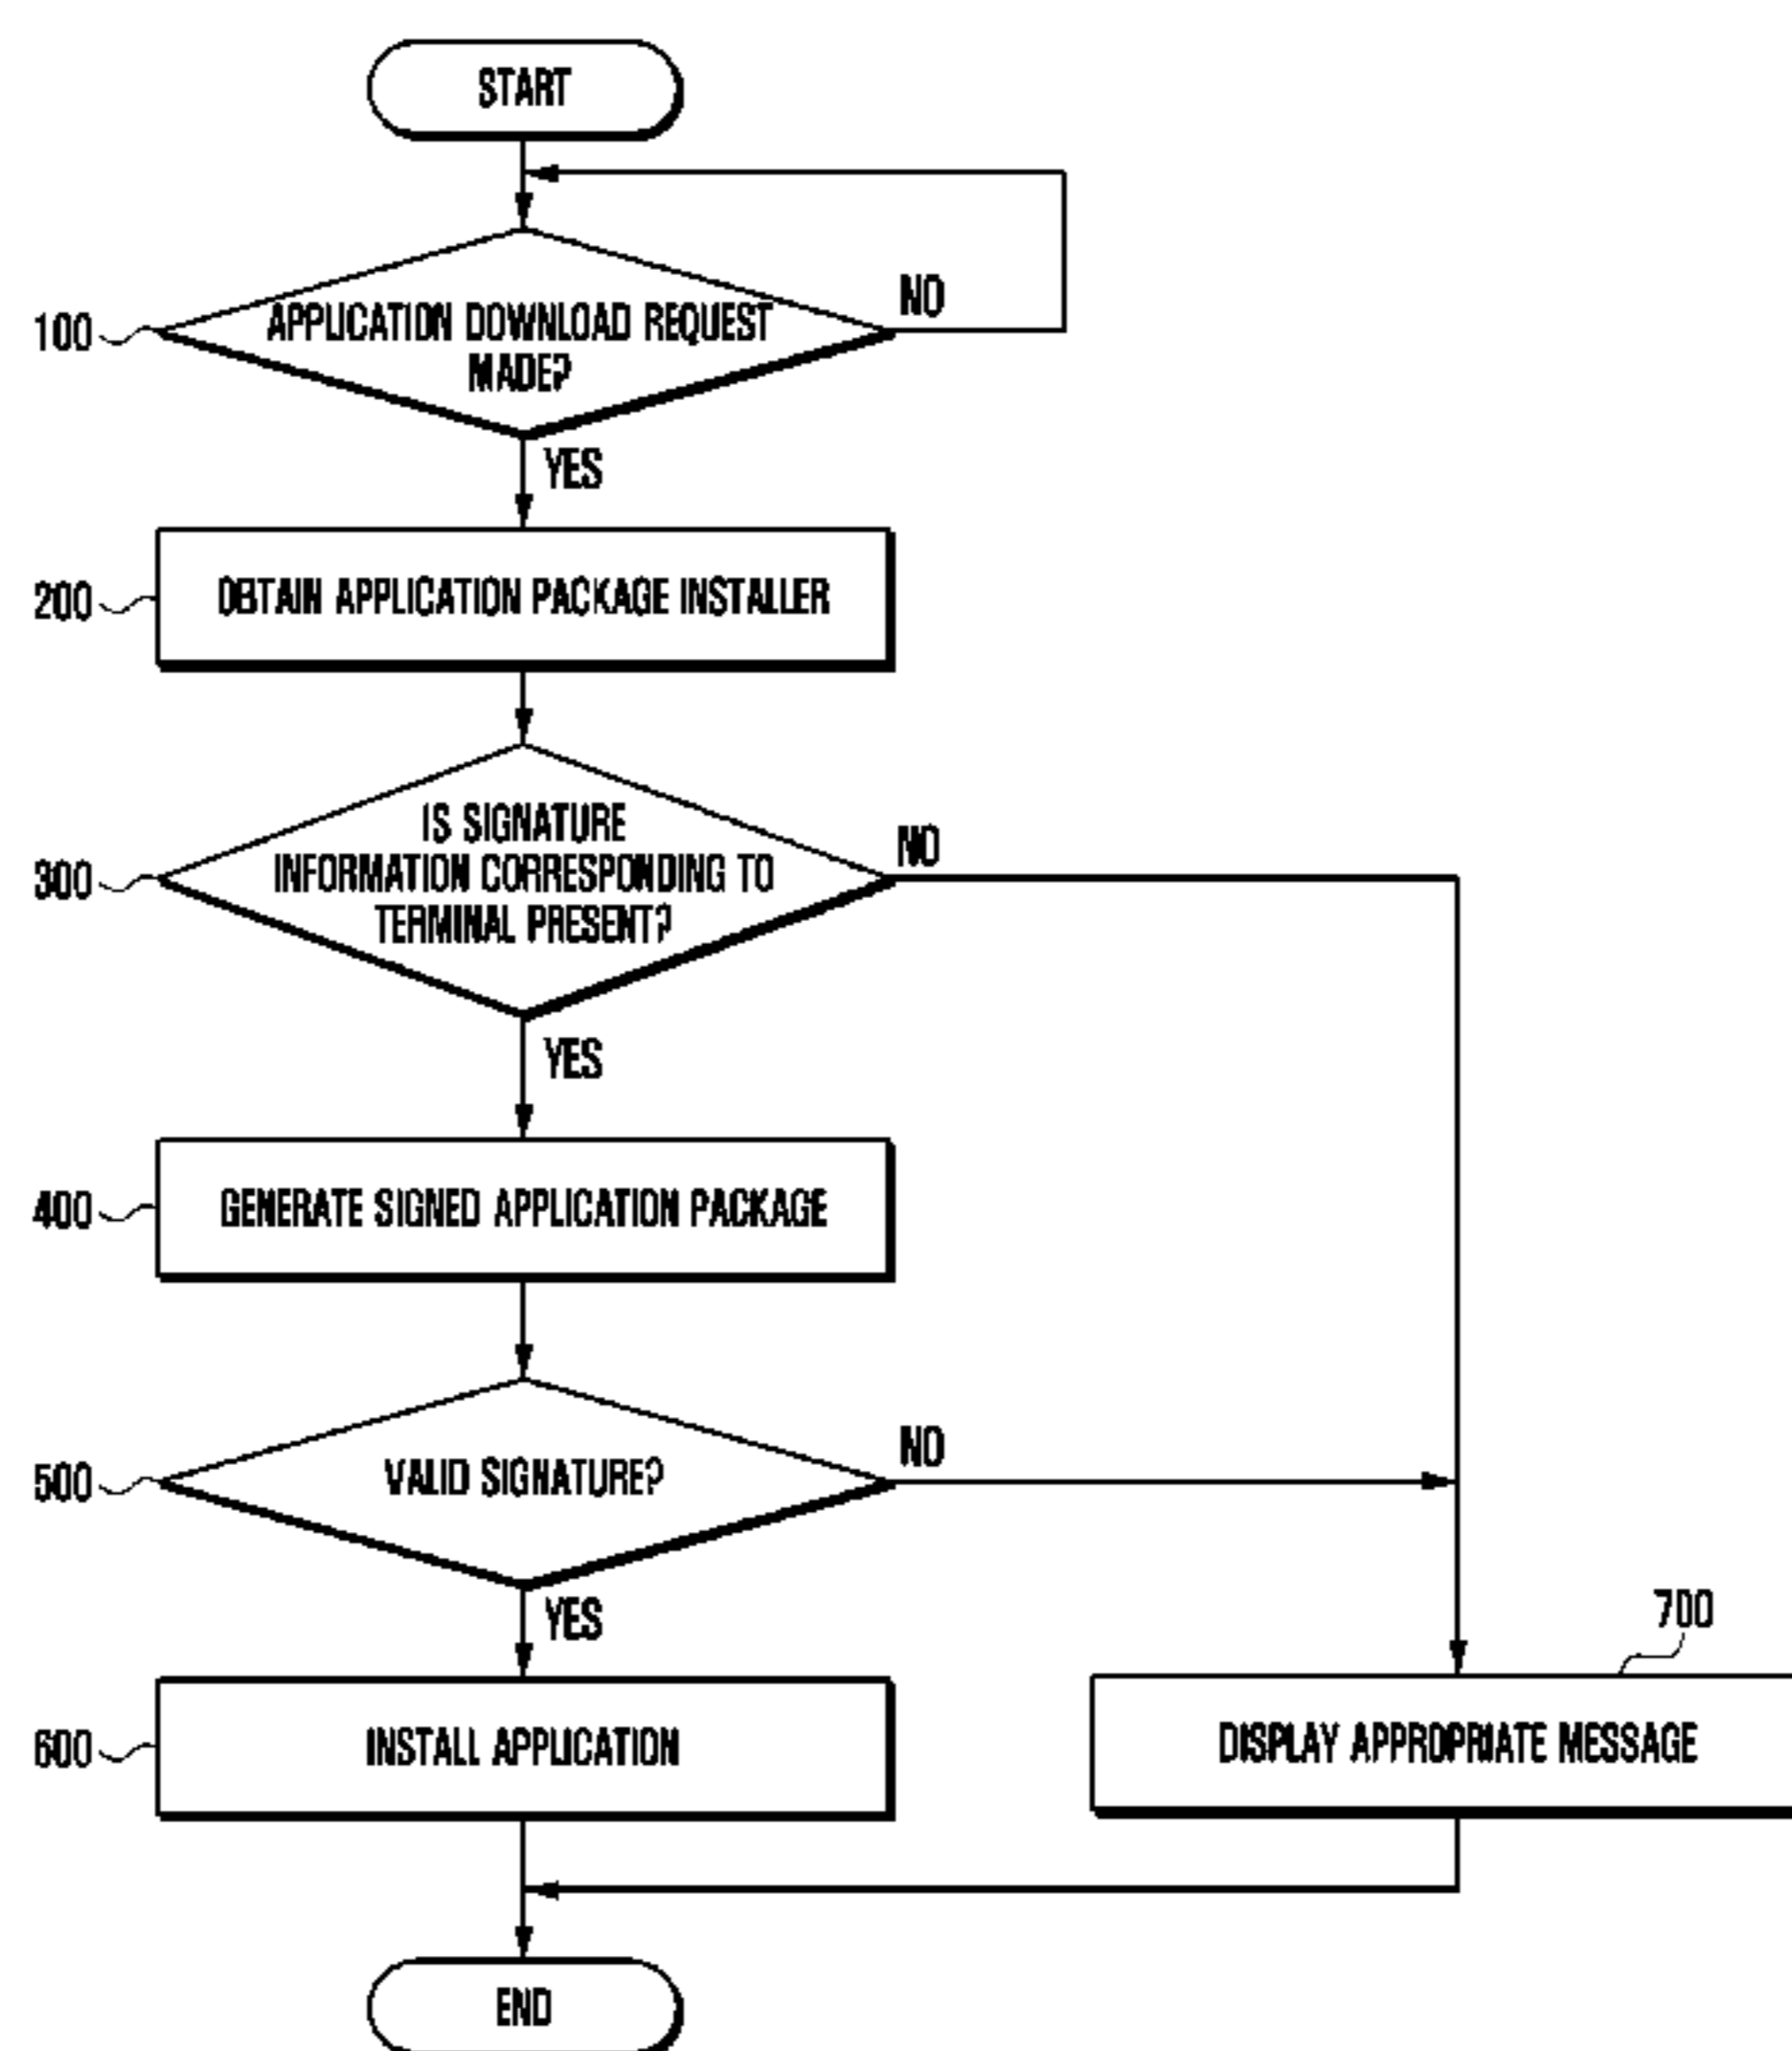 START
NO
100
APPLICATION DOWNLOAD REQUEST
MADE?
YES
200
OBTAIN APPLICATION PACKAGE INSTALLER
IS SIGNATURE
NO
300
INFORMATION CORRESPONDING TO
TERMINAL PRESENT?
YES
400
GENERATE SIGNED APPLICATION PACKAGE
NO
500
VALID SIGNATURE?
YES
700
600
INSTALL APPLICATION
DISPLAY APPROPRIATE MESSAGE
END